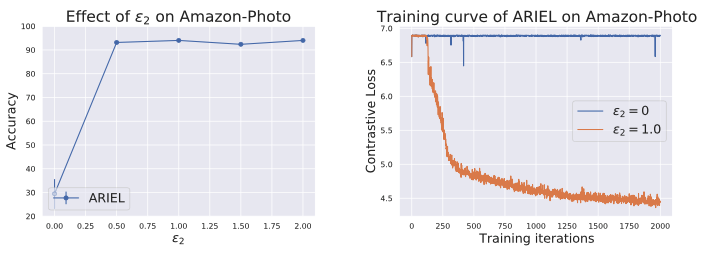 Effect of ε₂ on Amazon-Photo
Accuracy
100
90
80
70
60
50
40
30
20
0.00 0.25 0.50 0.75 1.00 1.25 1.50 1.75 2.00
ε₂
ARIEL
Training curve of ARIEL on Amazon-Photo
Contrastive Loss
7.0
6.5
6.0
5.5
5.0
4.5
0 250 500 750 1000 1250 1500 1750 2000
Training iterations
ε₂ = 0
ε₂ = 1.0